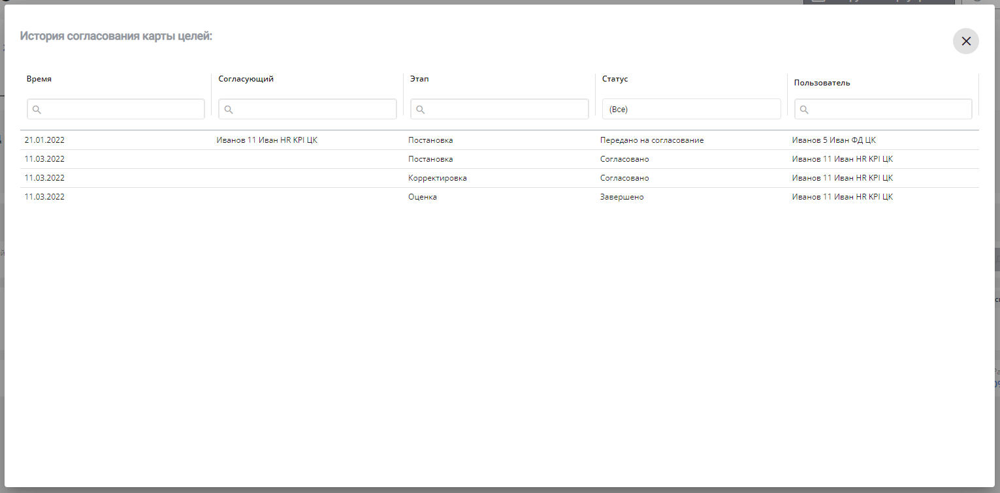 История согласования карты целей:
Время Согласующий Этап Статус Пользователь
(Все)
21.01.2022 Иванов 11 Иван HR KPI ЦК Постановка Передано на согласование Иванов 5 Иван ФД ЦК
11.03.2022 Постановка Согласовано Иванов 11 Иван HR KPI ЦК
11.03.2022 Корректировка Согласовано Иванов 11 Иван HR KPI ЦК
11.03.2022 Оценка Завершено Иванов 11 Иван HR KPI ЦК